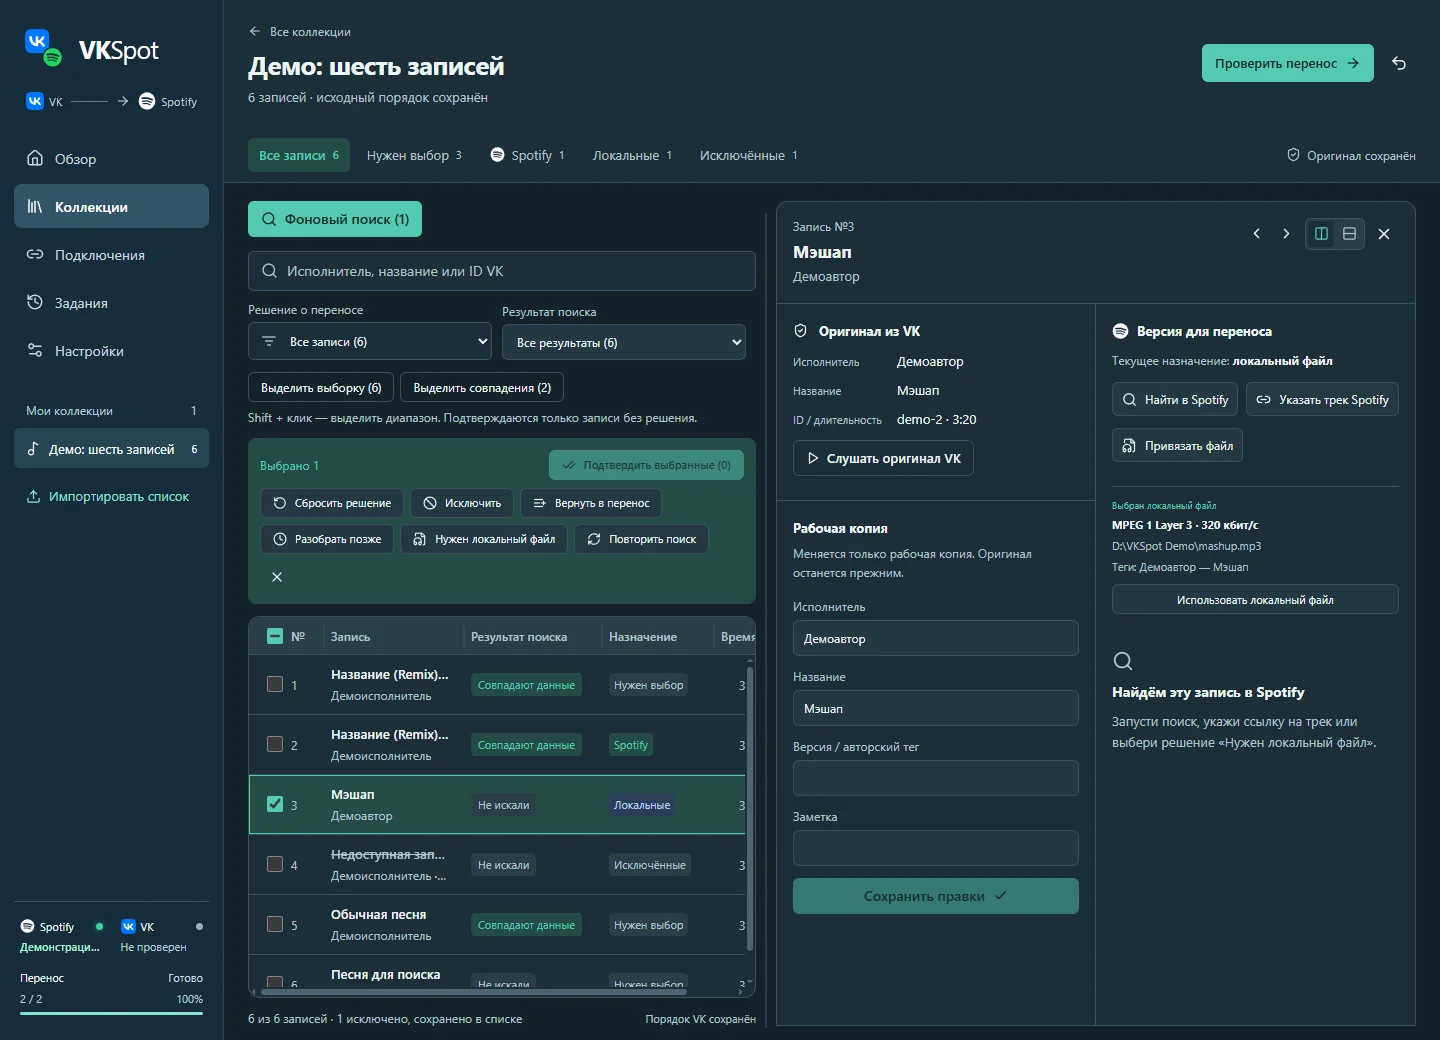 VKSpot
VK
Spotify
Обзор
Коллекции
Подключения
Задания
Настройки
Мои коллекции 1
Демо: шесть записей 6
Импортировать список
Spotify
VK
Демонстраци...
Не проверен
Перенос Готово
2 / 2 100%
Все коллекции
Демо: шесть записей
6 записей · исходный порядок сохранён
Проверить перенос
Все записи 6
Нужен выбор 3
Spotify 1
Локальные 1
Исключённые 1
Оригинал сохранён
Фоновый поиск (1)
Исполнитель, название или ID VK
Решение о переносе
Результат поиска
Все записи (6)
Все результаты (6)
Выделить выборку (6)
Выделить совпадения (2)
Shift + клик — выделить диапазон. Подтверждаются только записи без решения.
Выбрано 1
Подтвердить выбранные (0)
Сбросить решение
Исключить
Вернуть в перенос
Разобрать позже
Нужен локальный файл
Повторить поиск
№ Запись Результат поиска Назначение Время
1 Название (Remix)... Совпадают данные Нужен выбор 3
Демоисполнитель
2 Название (Remix)... Совпадают данные Spotify 3
Демоисполнитель
3 Мэшап Не искали Локальные 3
Демоавтор
4 Недоступная зап... Не искали Исключённые 3
Демоисполнитель ·...
5 Обычная песня Совпадают данные Нужен выбор 3
Демоисполнитель
6 Песня для поиска Не искали Нужен выбор 3
6 из 6 записей · 1 исключено, сохранено в списке
Порядок VK сохранён
Запись №3
Мэшап
Демоавтор
Оригинал из VK
Исполнитель Демоавтор
Название Мэшап
ID / длительность demo-2 · 3:20
Слушать оригинал VK
Рабочая копия
Меняется только рабочая копия. Оригинал
останется прежним.
Исполнитель
Демоавтор
Название
Мэшап
Версия / авторский тег
Заметка
Сохранить правки
Версия для переноса
Текущее назначение: локальный файл
Найти в Spotify
Указать трек Spotify
Привязать файл
Выбран локальный файл
MPEG 1 Layer 3 · 320 кбит/с
D:\VKSpot Demo\mashup.mp3
Теги: Демоавтор — Мэшап
Использовать локальный файл
Найдём эту запись в Spotify
Запусти поиск, укажи ссылку на трек или
выбери решение «Нужен локальный файл».